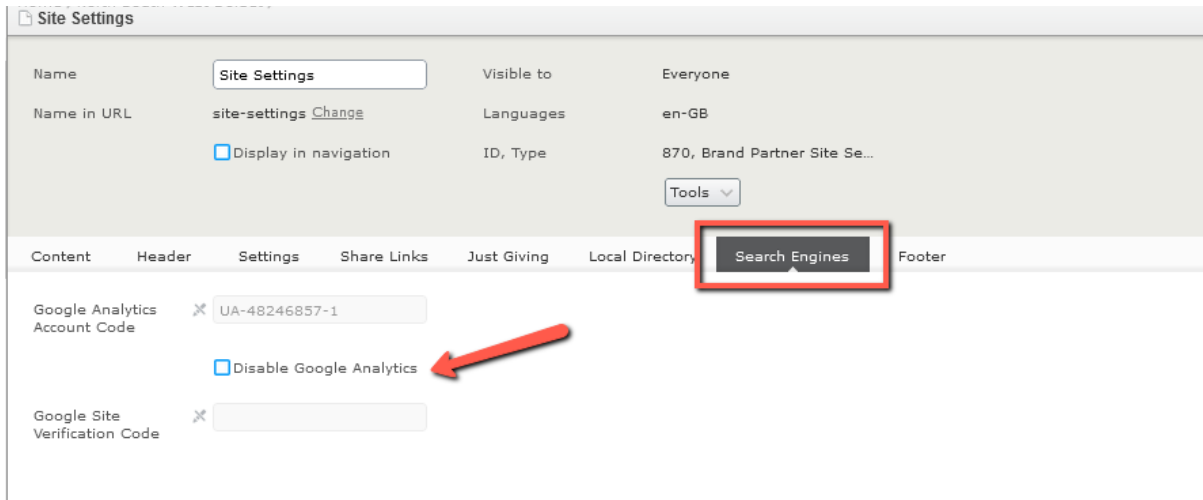 Site Settings
Name
Site Settings
Visible to
Everyone
Name in URL
site-settings Change
Languages
en-GB
Display in navigation
ID, Type
870, Brand Partner Site Se...
Tools
Content Header Settings Share Links Just Giving Local Directory Search Engines Footer
Google Analytics
Account Code
UA-48246857-1
Disable Google Analytics
Google Site
Verification Code